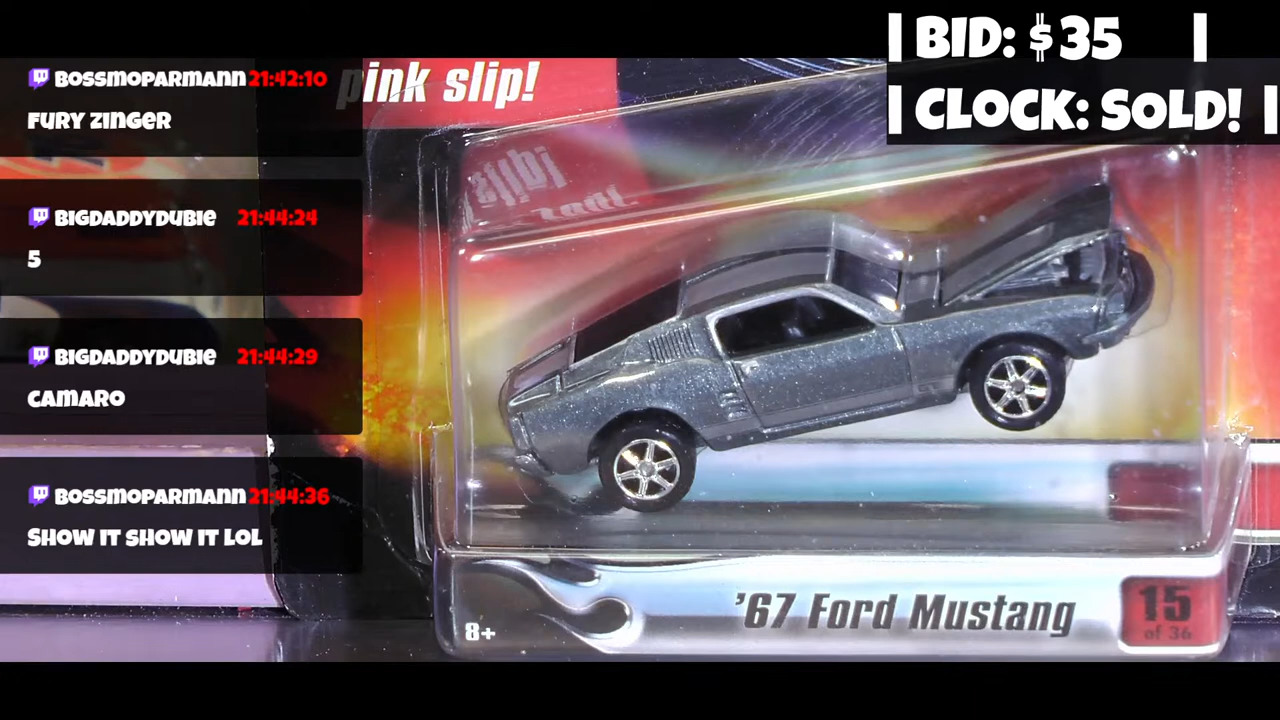 BOSSMOPARMANN 21:42:10
FURY ZINGER
BIGDADDYDUBIE 21:44:24
5
BIGDADDYDUBIE 21:44:29
CAMARO
BOSSMOPARMANN 21:44:36
SHOW IT SHOW IT LOL
pink slip!
| BID: $35 |
| CLOCK: SOLD! |
'67 Ford Mustang
15
of 36
8+